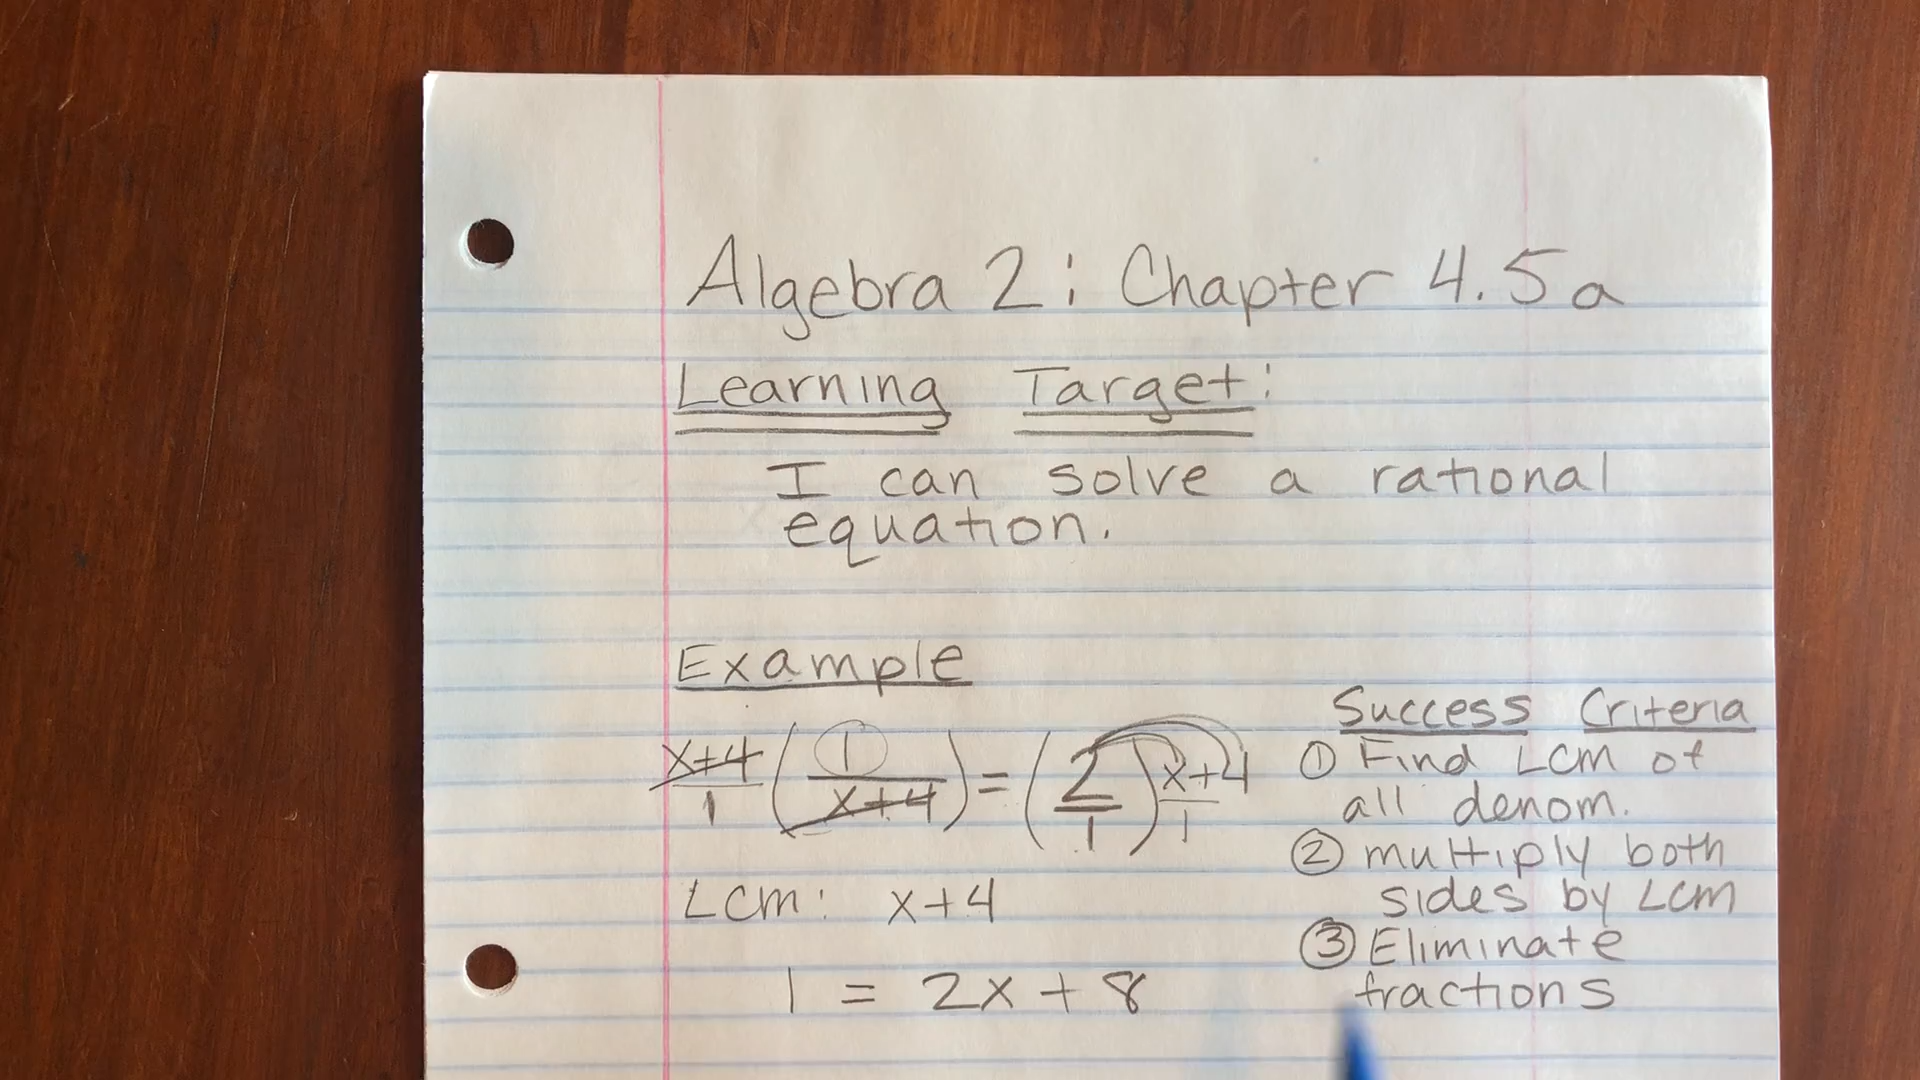 Algebra 2: Chapter 4.5a
Learning Target:
I can solve a rational
equation.
Example
x+4/1 (1/x+4) = (2/1) x+4/1
LCM: x+4
1 = 2x + 8
Success Criteria
① Find LCM of
all denom.
② multiply both
sides by LCM
③ Eliminate
fractions